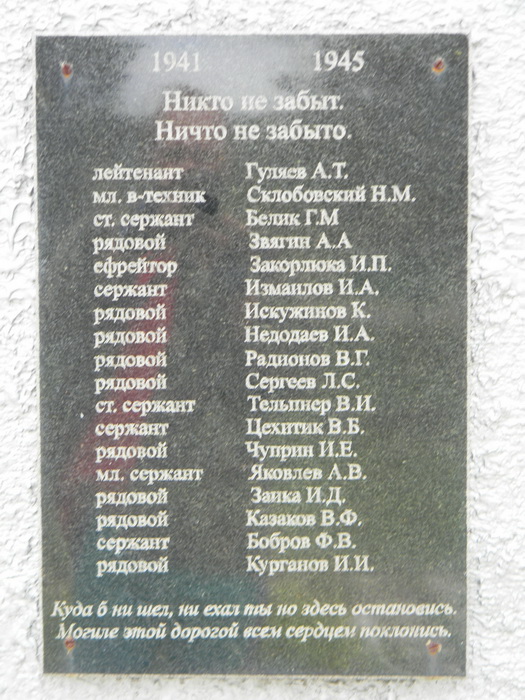 1941 1945
Никто не забыт.
Ничто не забыто.
лейтенант Гуляев А.Т.
мл. в-техник Склобовский Н.М.
ст. сержант Белик Г.М
рядовой Звягин А.А
ефрейтор Закорлюка И.П.
сержант Измаилов И.А.
рядовой Искужинов К.
рядовой Недодаев И.А.
рядовой Радионов В.Г.
рядовой Сергеев Л.С.
ст. сержант Тельпнер В.И.
сержант Цехитик В.Б.
рядовой Чуприн И.Е.
мл. сержант Яковлев А.В.
рядовой Заика И.Д.
рядовой Казаков В.Ф.
сержант Бобров Ф.В.
рядовой Курганов И.И.
Куда б ни шел, ни ехал ты но здесь остановись.
Могиле этой дорогой всем сердцем поклонись.